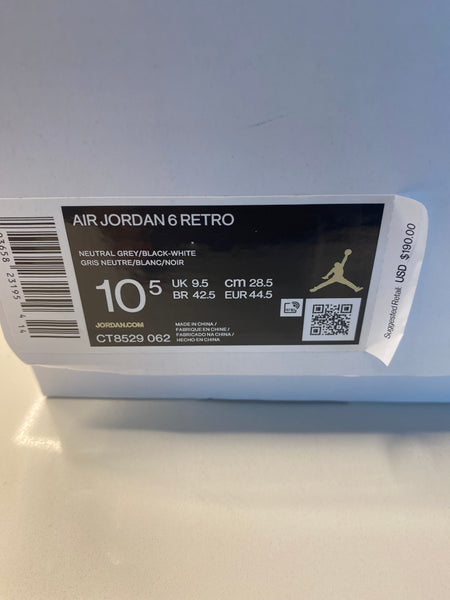 AIR JORDAN 6 RETRO
NEUTRAL GREY/BLACK-WHITE
GRIS NEUTRE/BLANC/NOIR
10 5
UK 9.5 cm 28.5
BR 42.5 EUR 44.5
JORDAN.COM
CT8529 062
MADE IN CHINA /
FABRIQUE EN CHINE /
FABRICADO NA CHINA /
HECHO EN CHINA
Suggested Retail: USD $190.00
23195
414